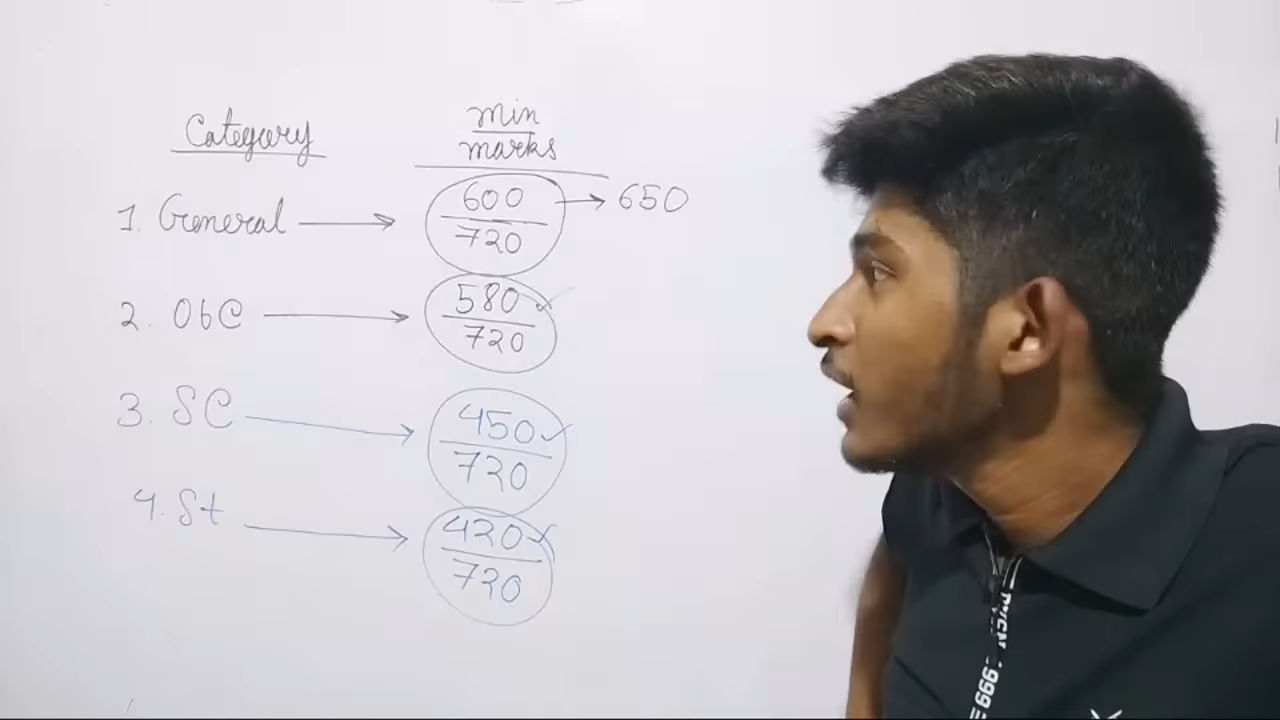 Category
min
marks
1. General → 600/720 → 650
2. Obc → 580/720 ✓
3. SC → 450/720 ✓
4. St → 420/720 ✓
999